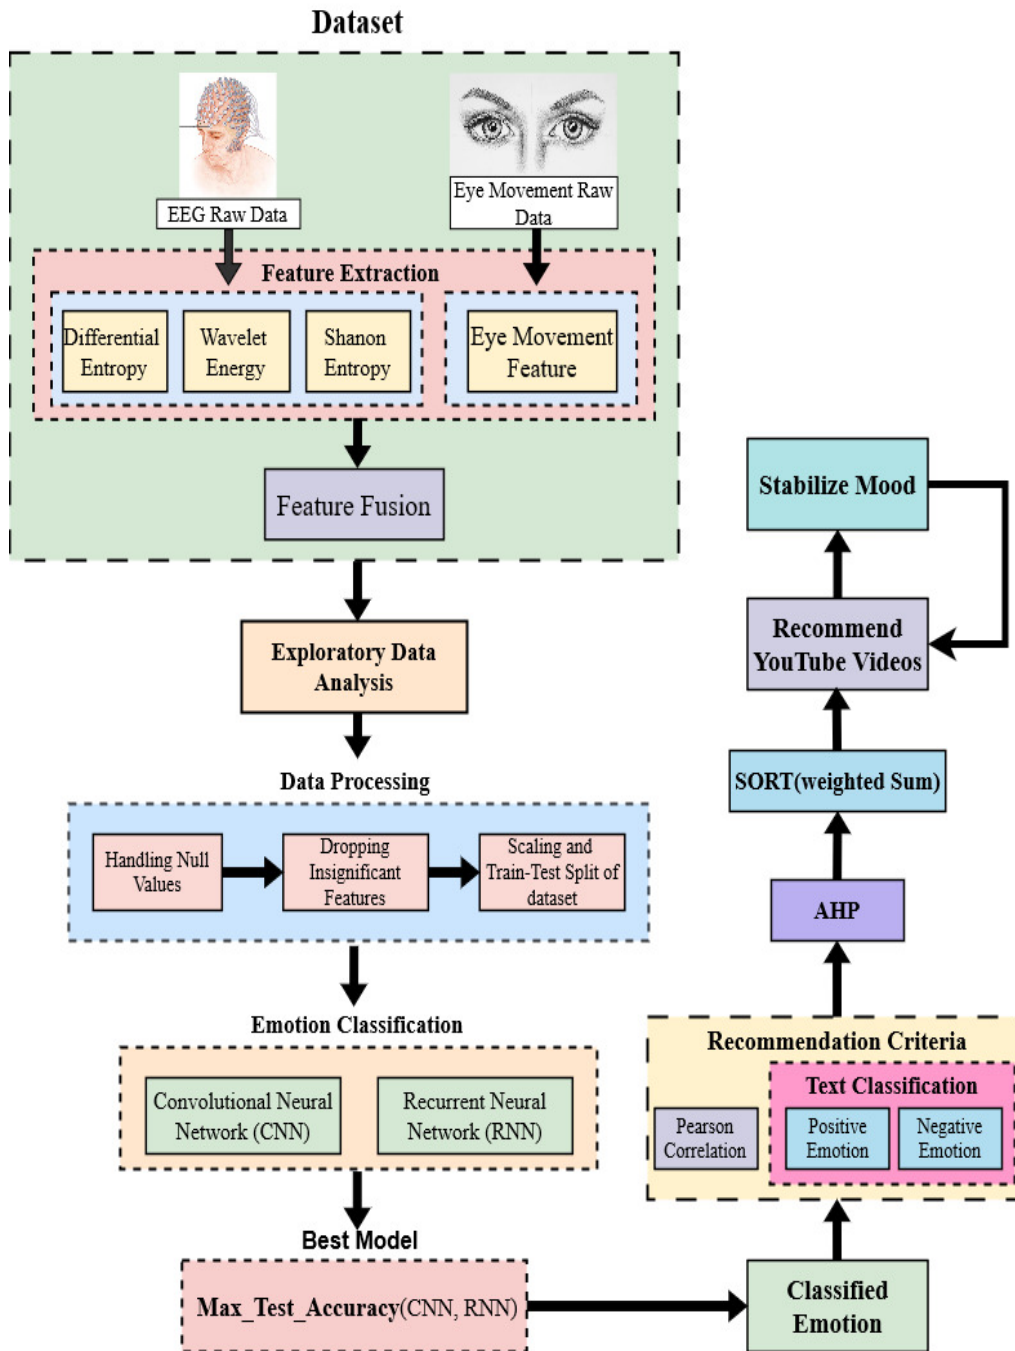 Dataset
EEG Raw Data
Eye Movement Raw
Data
Feature Extraction
Differential
Entropy
Wavelet
Energy
Shanon
Entropy
Eye Movement
Feature
Feature Fusion
Exploratory Data
Analysis
Data Processing
Handling Null
Values
Dropping
Insignificant
Features
Scaling and
Train-Test Split of
dataset
Emotion Classification
Convolutional Neural
Network (CNN)
Recurrent Neural
Network (RNN)
Best Model
Max_Test_Accuracy(CNN, RNN)
Classified
Emotion
Recommendation Criteria
Text Classification
Pearson
Correlation
Positive
Emotion
Negative
Emotion
AHP
SORT(weighted Sum)
Recommend
YouTube Videos
Stabilize Mood